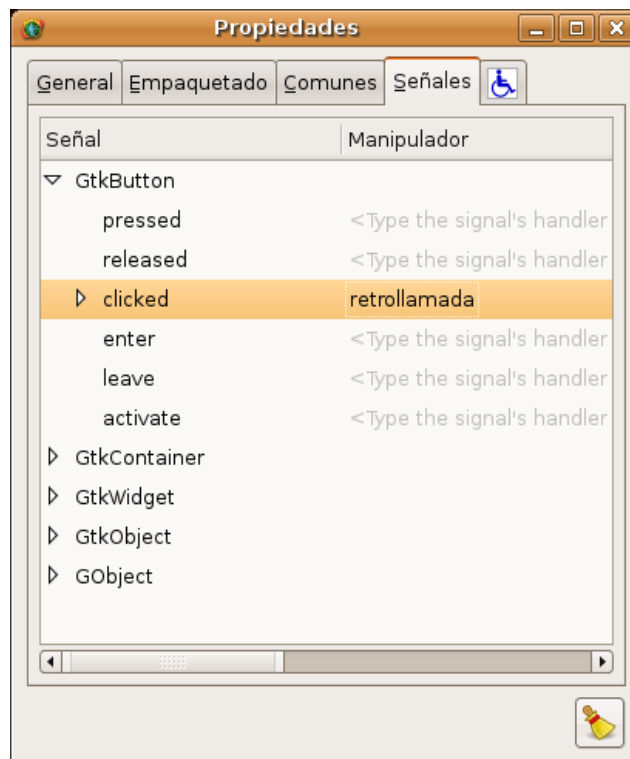 Propiedades
General Empaquetado Comunes Señales
Señal Manipulador
GtkButton
pressed <Type the signal's handler
released <Type the signal's handler
clicked retrollamada
enter <Type the signal's handler
leave <Type the signal's handler
activate <Type the signal's handler
GtkContainer
GtkWidget
GtkObject
GObject